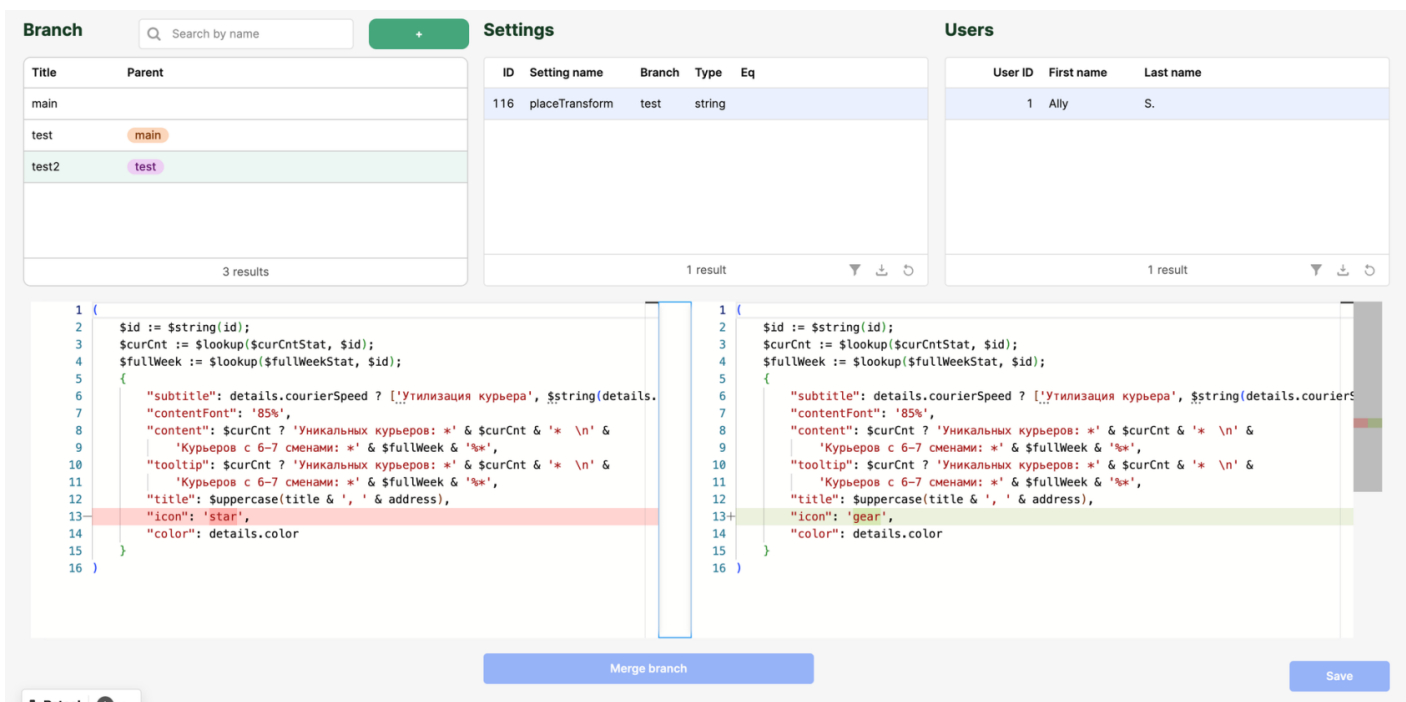 Branch
Search by name
+
Title Parent
main
test main
test2 test
3 results
Settings
ID Setting name Branch Type Eq
116 placeTransform test string
1 result
Users
User ID First name Last name
1 Ally S.
1 result
1 (
2 $id := $string(id);
3 $curCnt := $lookup($curCntStat, $id);
4 $fullWeek := $lookup($fullWeekStat, $id);
5 {
6 "subtitle": details.courierSpeed ? ['Утилизация курьера', $string(details.
7 "contentFont": '85%',
8 "content": $curCnt ? 'Уникальных курьеров: *' & $curCnt & '*  \n' &
9 'Курьеров с 6–7 сменами: *' & $fullWeek & '%*',
10 "tooltip": $curCnt ? 'Уникальных курьеров: *' & $curCnt & '*  \n' &
11 'Курьеров с 6–7 сменами: *' & $fullWeek & '%*',
12 "title": $uppercase(title & ', ' & address),
13− "icon": 'star',
14 "color": details.color
15 }
16 )
1 (
2 $id := $string(id);
3 $curCnt := $lookup($curCntStat, $id);
4 $fullWeek := $lookup($fullWeekStat, $id);
5 {
6 "subtitle": details.courierSpeed ? ['Утилизация курьера', $string(details.courierS
7 "contentFont": '85%',
8 "content": $curCnt ? 'Уникальных курьеров: *' & $curCnt & '*  \n' &
9 'Курьеров с 6–7 сменами: *' & $fullWeek & '%*',
10 "tooltip": $curCnt ? 'Уникальных курьеров: *' & $curCnt & '*  \n' &
11 'Курьеров с 6–7 сменами: *' & $fullWeek & '%*',
12 "title": $uppercase(title & ', ' & address),
13+ "icon": 'gear',
14 "color": details.color
15 }
16 )
Merge branch
Save